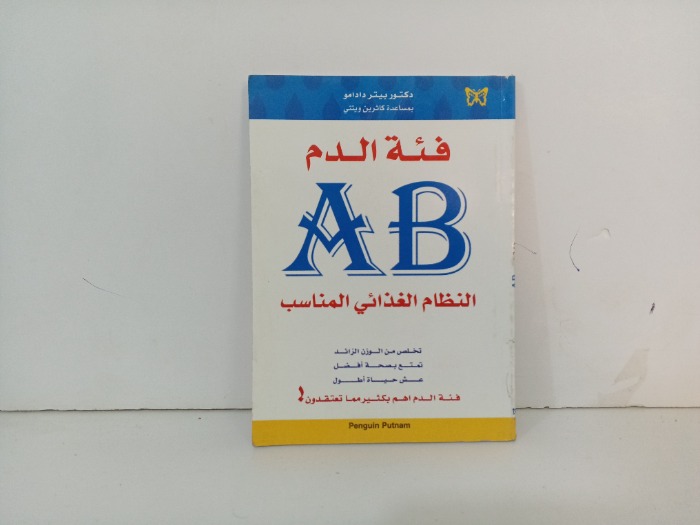 دكتور بيتر دادامو
بمساعدة كاثرين ويتني
فئة الدم
AB
النظام الغذائي المناسب
تخلص من الوزن الزائد
تمتع بصحة أفضل
عش حياة أطول
فئة الدم اهم بكثير مما تعتقدون!
Penguin Putnam